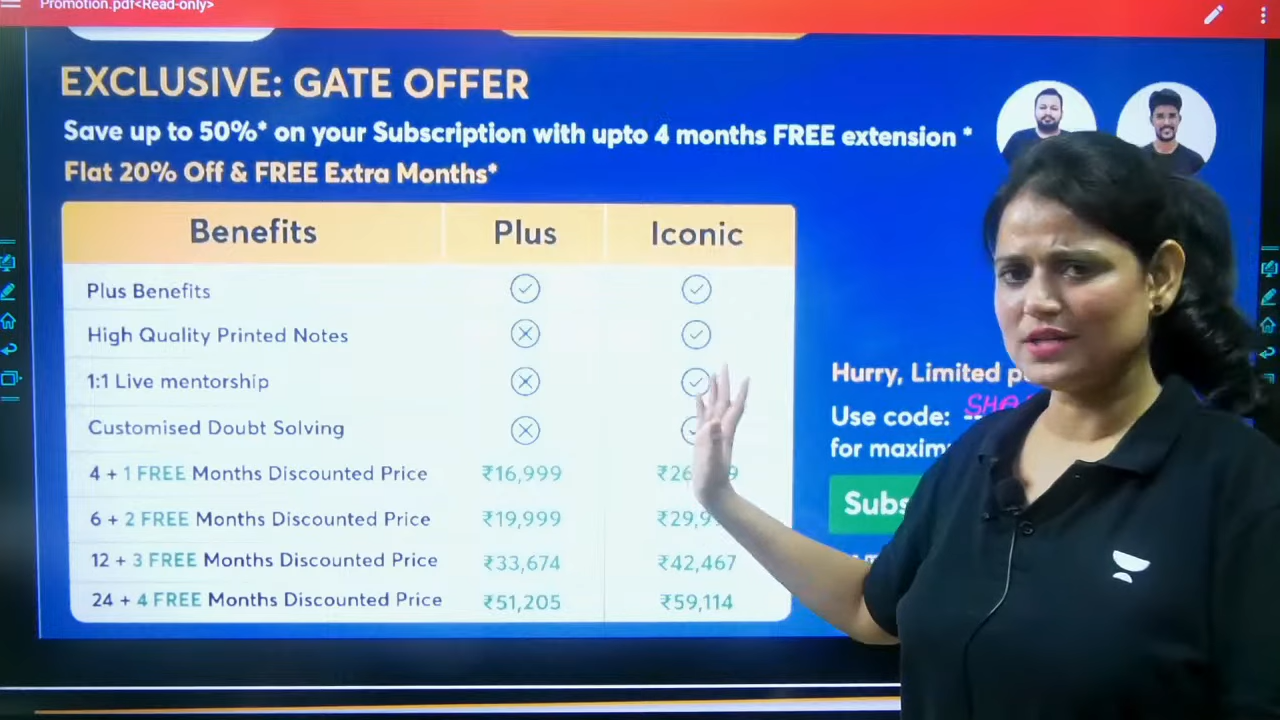 Promotion.pdf<Read-only>
EXCLUSIVE: GATE OFFER
Save up to 50%* on your Subscription with upto 4 months FREE extension *
Flat 20% Off & FREE Extra Months*
Benefits Plus Iconic
Plus Benefits
High Quality Printed Notes
1:1 Live mentorship
Customised Doubt Solving
4 + 1 FREE Months Discounted Price ₹16,999
6 + 2 FREE Months Discounted Price ₹19,999
12 + 3 FREE Months Discounted Price ₹33,674 ₹42,467
24 + 4 FREE Months Discounted Price ₹51,205 ₹59,114
Hurry, Limited
Use code:
for